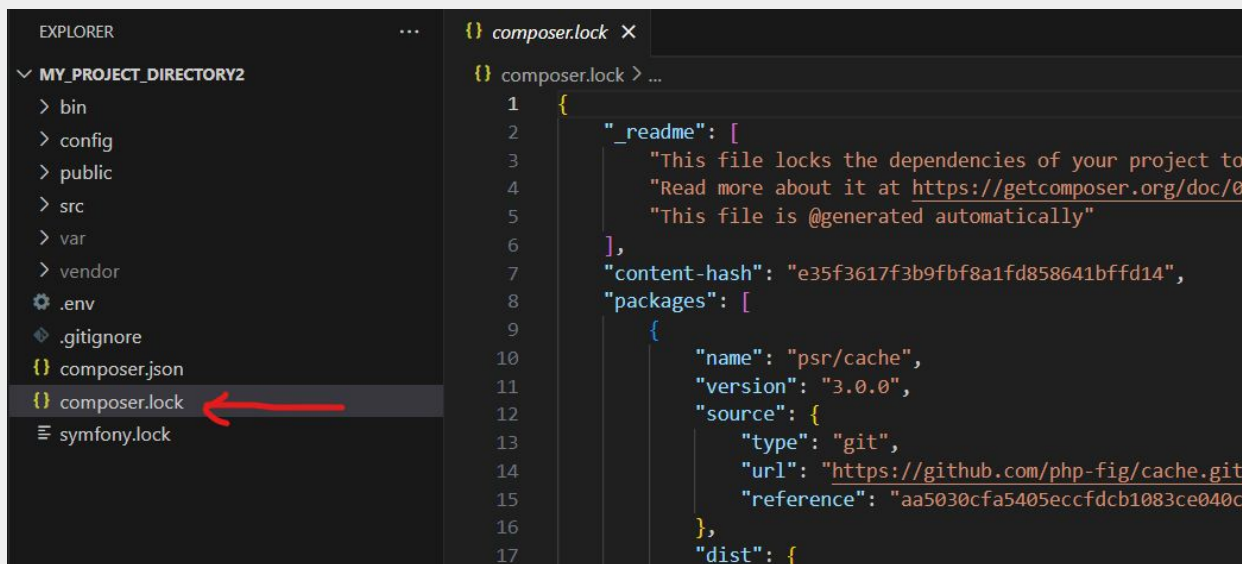 EXPLORER
...
MY_PROJECT_DIRECTORY2
bin
config
public
src
var
vendor
.env
.gitignore
{} composer.json
{} composer.lock
symfony.lock
{} composer.lock ×
{} composer.lock > ...
1 {
2 "_readme": [
3 "This file locks the dependencies of your project to
4 "Read more about it at https://getcomposer.org/doc/0
5 "This file is @generated automatically"
6 ],
7 "content-hash": "e35f3617f3b9fbf8a1fd858641bffd14",
8 "packages": [
9 {
10 "name": "psr/cache",
11 "version": "3.0.0",
12 "source": {
13 "type": "git",
14 "url": "https://github.com/php-fig/cache.git
15 "reference": "aa5030cfa5405eccfdcb1083ce040c
16 },
17 "dist": {